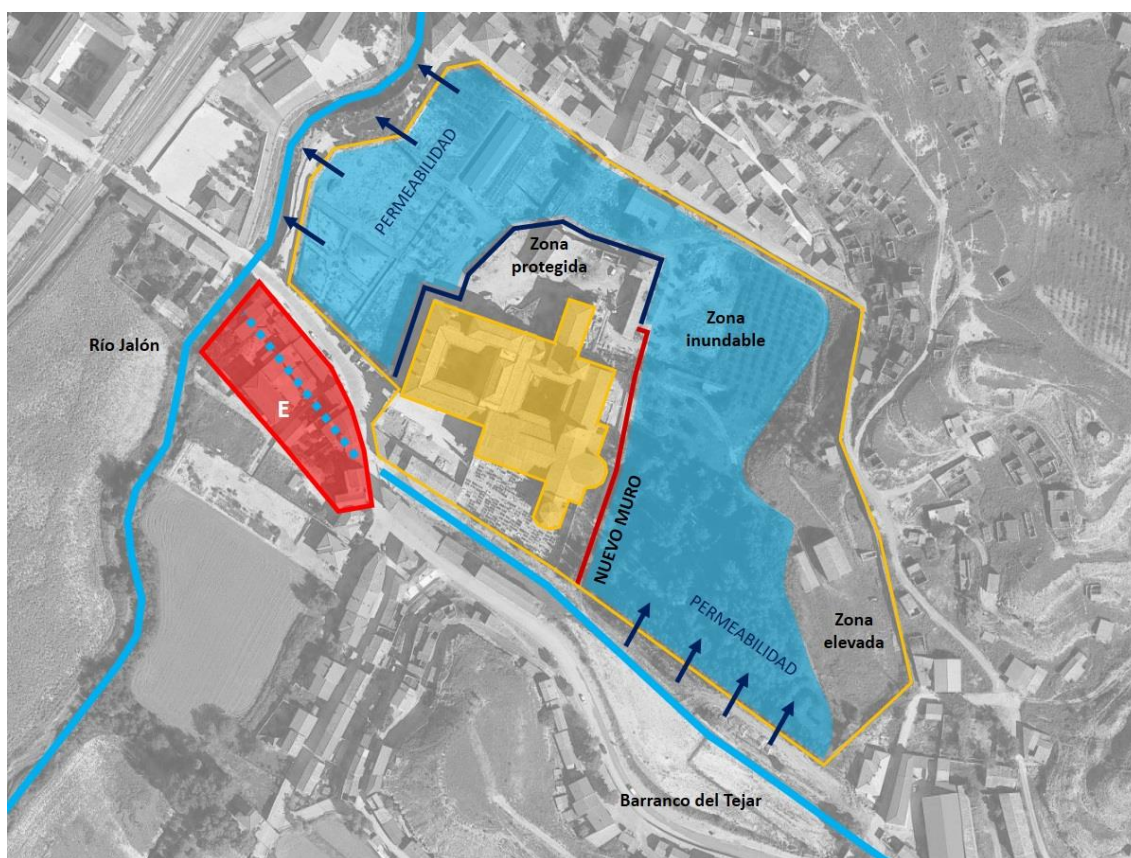 PERMEABILIDAD
Zona
protegida
Zona
inundable
Río Jalón
E
NUEVO MURO
PERMEABILIDAD
Zona
elevada
Barranco del Tejar